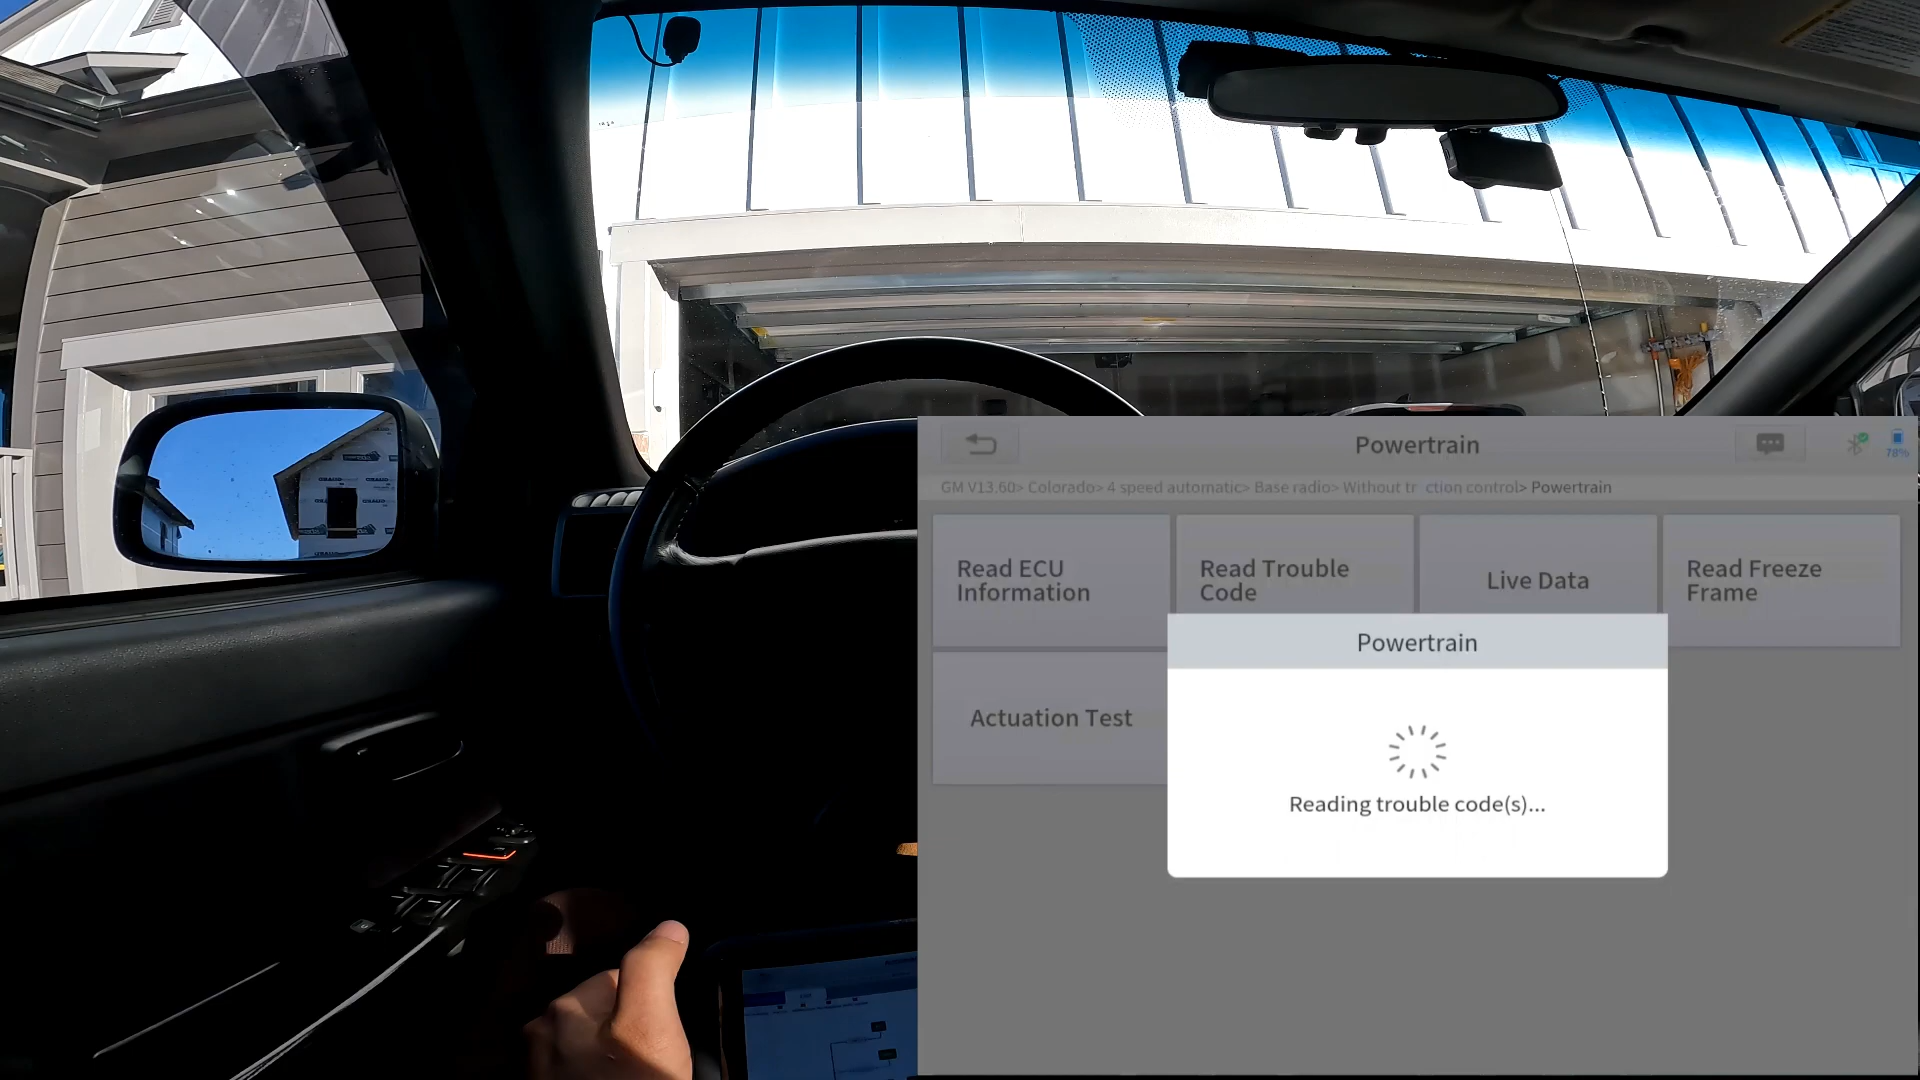 Powertrain
78%
GM V13.60> Colorado> 4 speed automatic> Base radio> Without tr ction control> Powertrain
Read ECU
Information
Read Trouble
Code
Live Data
Read Freeze
Frame
Actuation Test
Powertrain
Reading trouble code(s)...